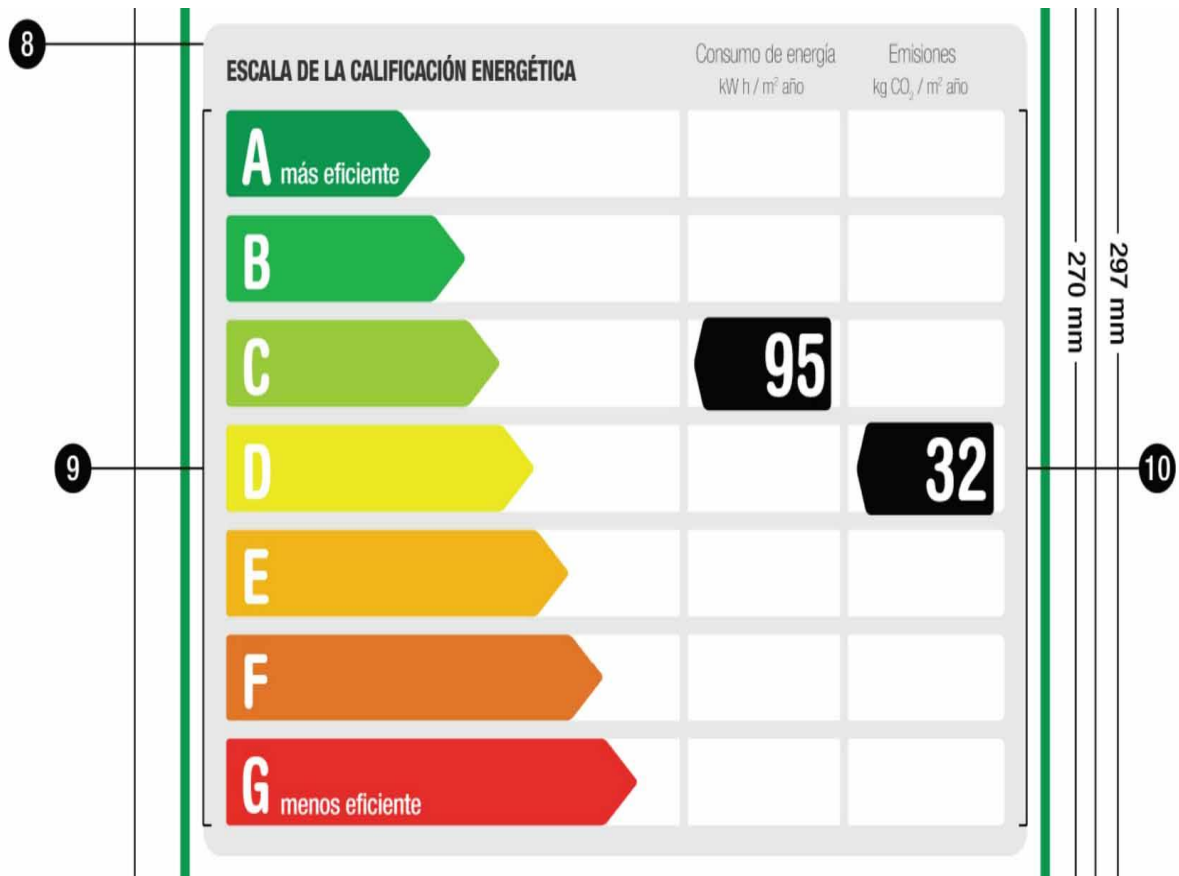 8
ESCALA DE LA CALIFICACIÓN ENERGÉTICA
Consumo de energía
kW h / m² año
Emisiones
kg CO₂ / m² año
A más eficiente
B
C
95
D
32
E
F
G menos eficiente
9
10
270 mm
297 mm